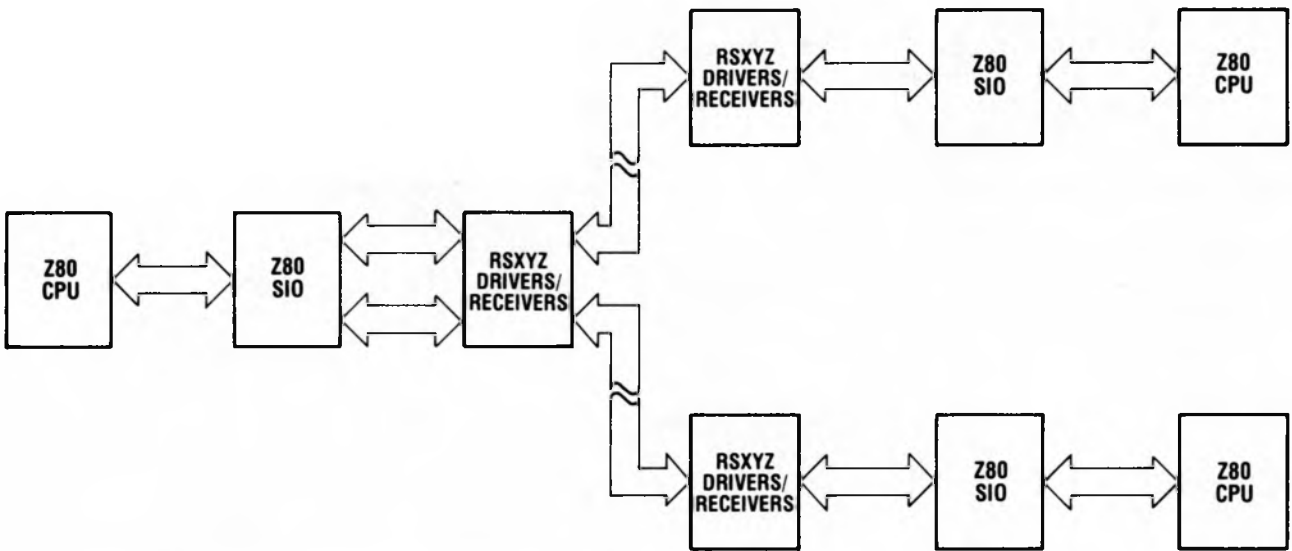 RSXYZ
DRIVERS/
RECEIVERS
Z80
SIO
Z80
CPU
Z80
CPU
Z80
SIO
RSXYZ
DRIVERS/
RECEIVERS
RSXYZ
DRIVERS/
RECEIVERS
Z80
SIO
Z80
CPU